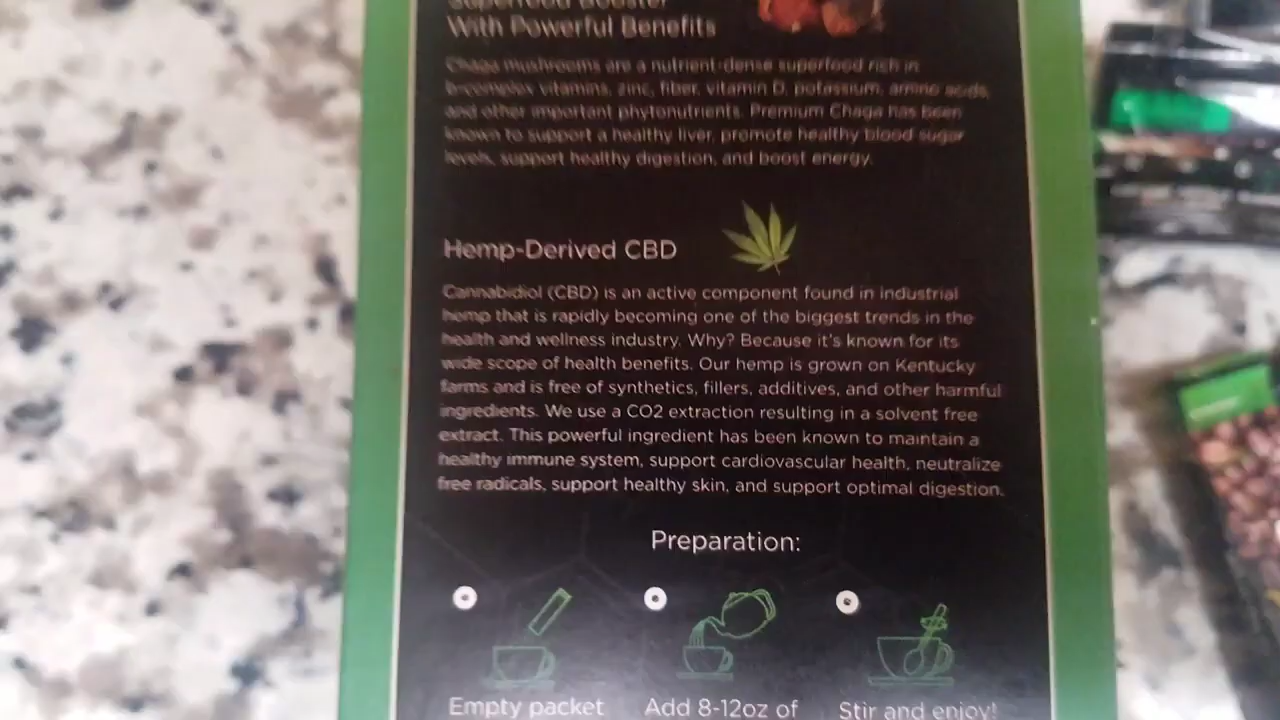 Superfood Booster
With Powerful Benefits
Chaga mushrooms are a nutrient-dense superfood rich in
b-complex vitamins, zinc, fiber, vitamin D, potassium, amino acids,
and other important phytonutrients. Premium Chaga has been
known to support a healthy liver, promote healthy blood sugar
levels, support healthy digestion, and boost energy.
Hemp-Derived CBD
Cannabidiol (CBD) is an active component found in industrial
hemp that is rapidly becoming one of the biggest trends in the
health and wellness industry. Why? Because it's known for its
wide scope of health benefits. Our hemp is grown on Kentucky
farms and is free of synthetics, fillers, additives, and other harmful
ingredients. We use a CO2 extraction resulting in a solvent free
extract. This powerful ingredient has been known to maintain a
healthy immune system, support cardiovascular health, neutralize
free radicals, support healthy skin, and support optimal digestion.
Preparation:
Empty packet
Add 8-12oz of
Stir and enjoy!